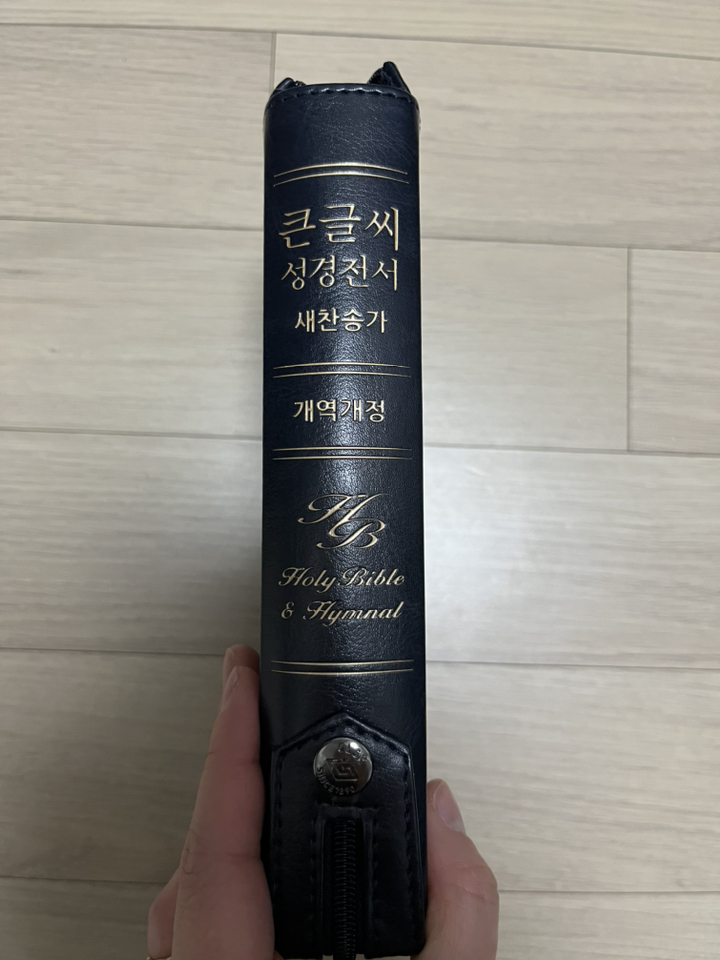 큰글씨
성경전서
새찬송가
개역개정
HB
Holy Bible
& Hymnal